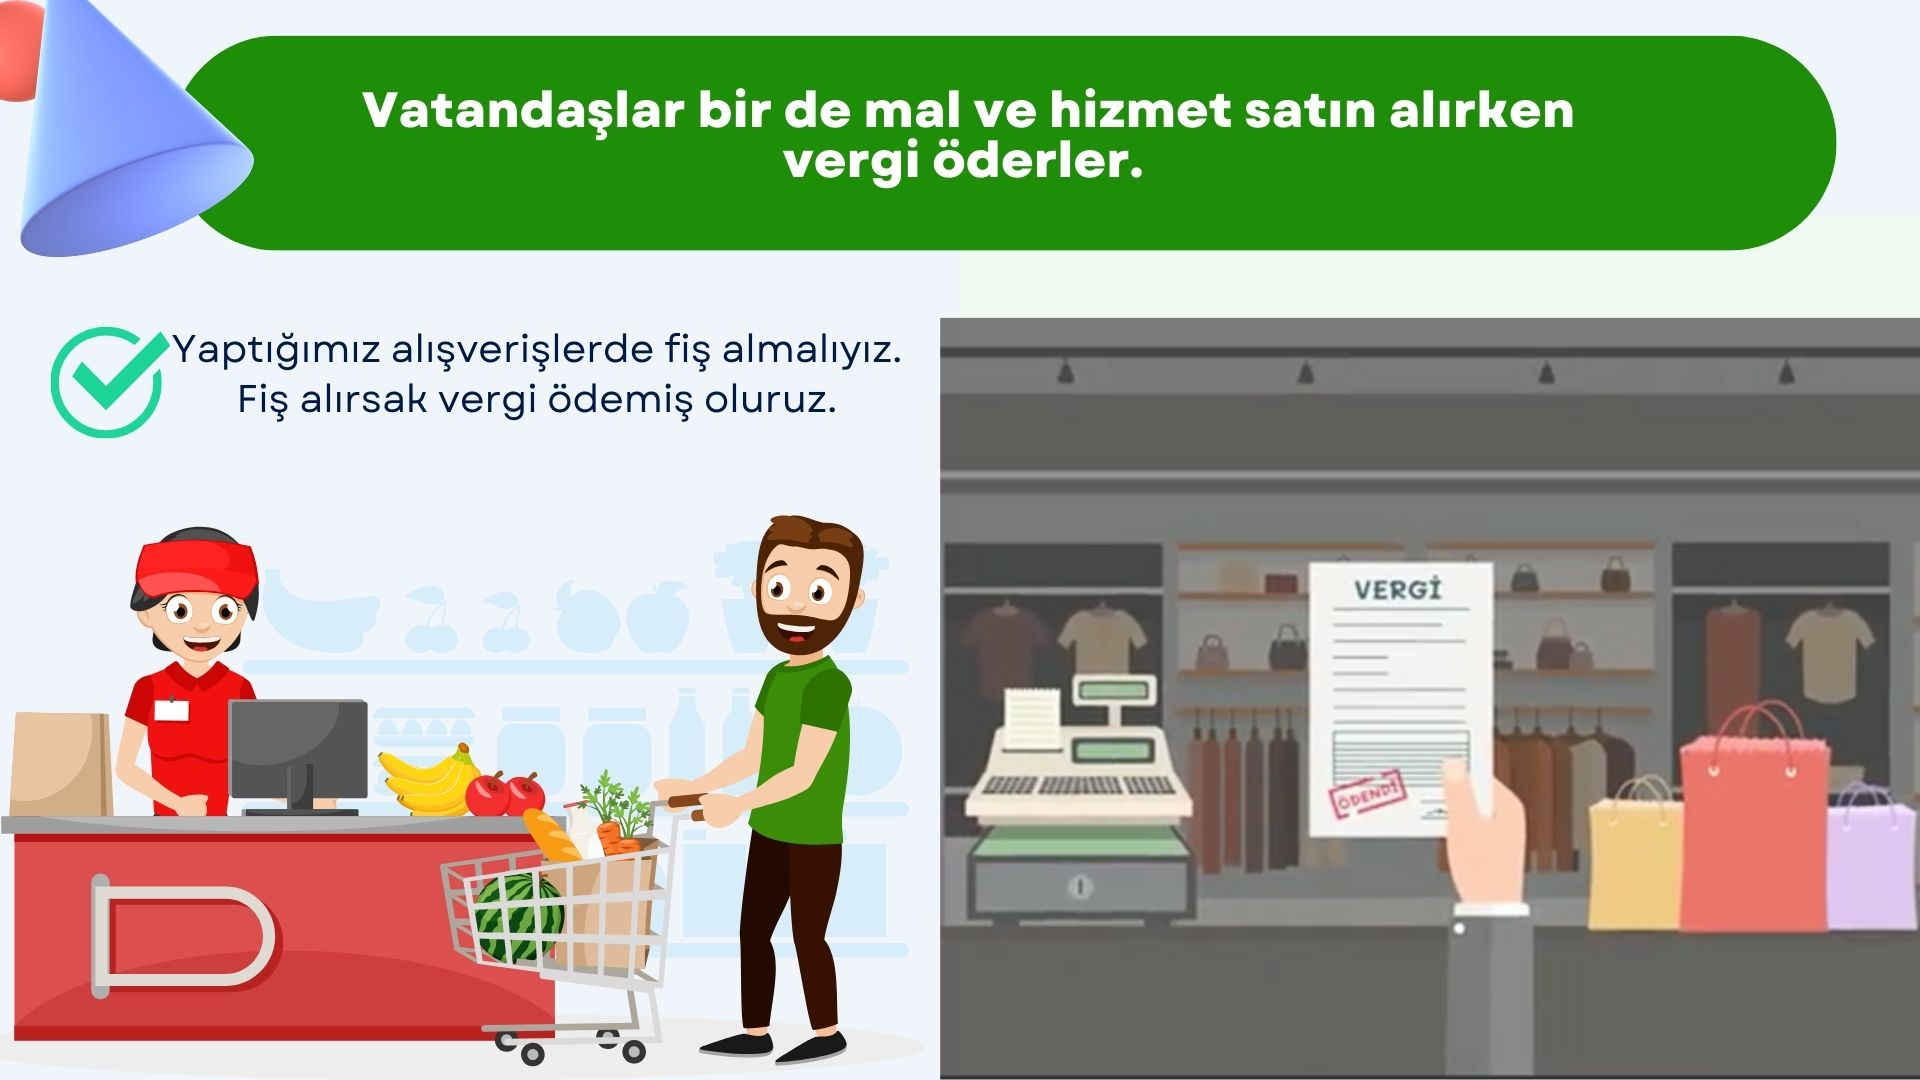 Vatandaşlar bir de mal ve hizmet satın alırken
vergi öderler.
Yaptığımız alışverişlerde fiş almalıyız.
Fiş alırsak vergi ödemiş oluruz.
VERGİ
ÖDENDİ